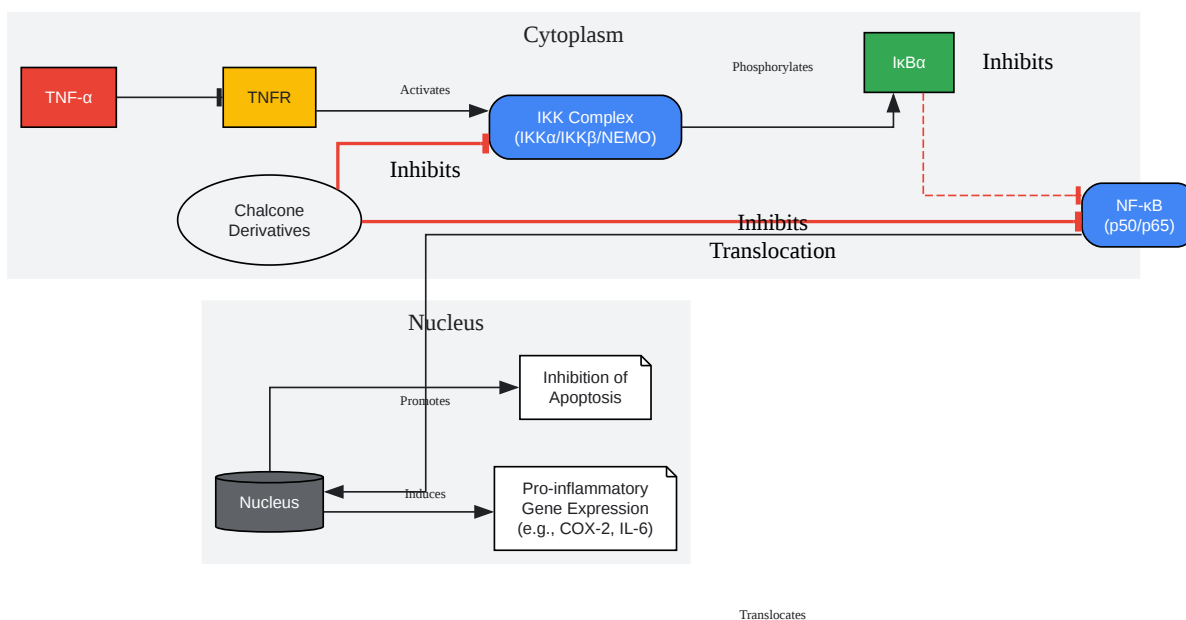 Cytoplasm
TNF-α
TNFR
Activates
IKK Complex
(IKKα/IKKβ/NEMO)
Phosphorylates
IκBα
Inhibits
Inhibits
Chalcone
Derivatives
Inhibits
Translocation
NF-κB
(p50/p65)
Nucleus
Inhibition of
Apoptosis
Promotes
Nucleus
Induces
Pro-inflammatory
Gene Expression
(e.g., COX-2, IL-6)
Translocates